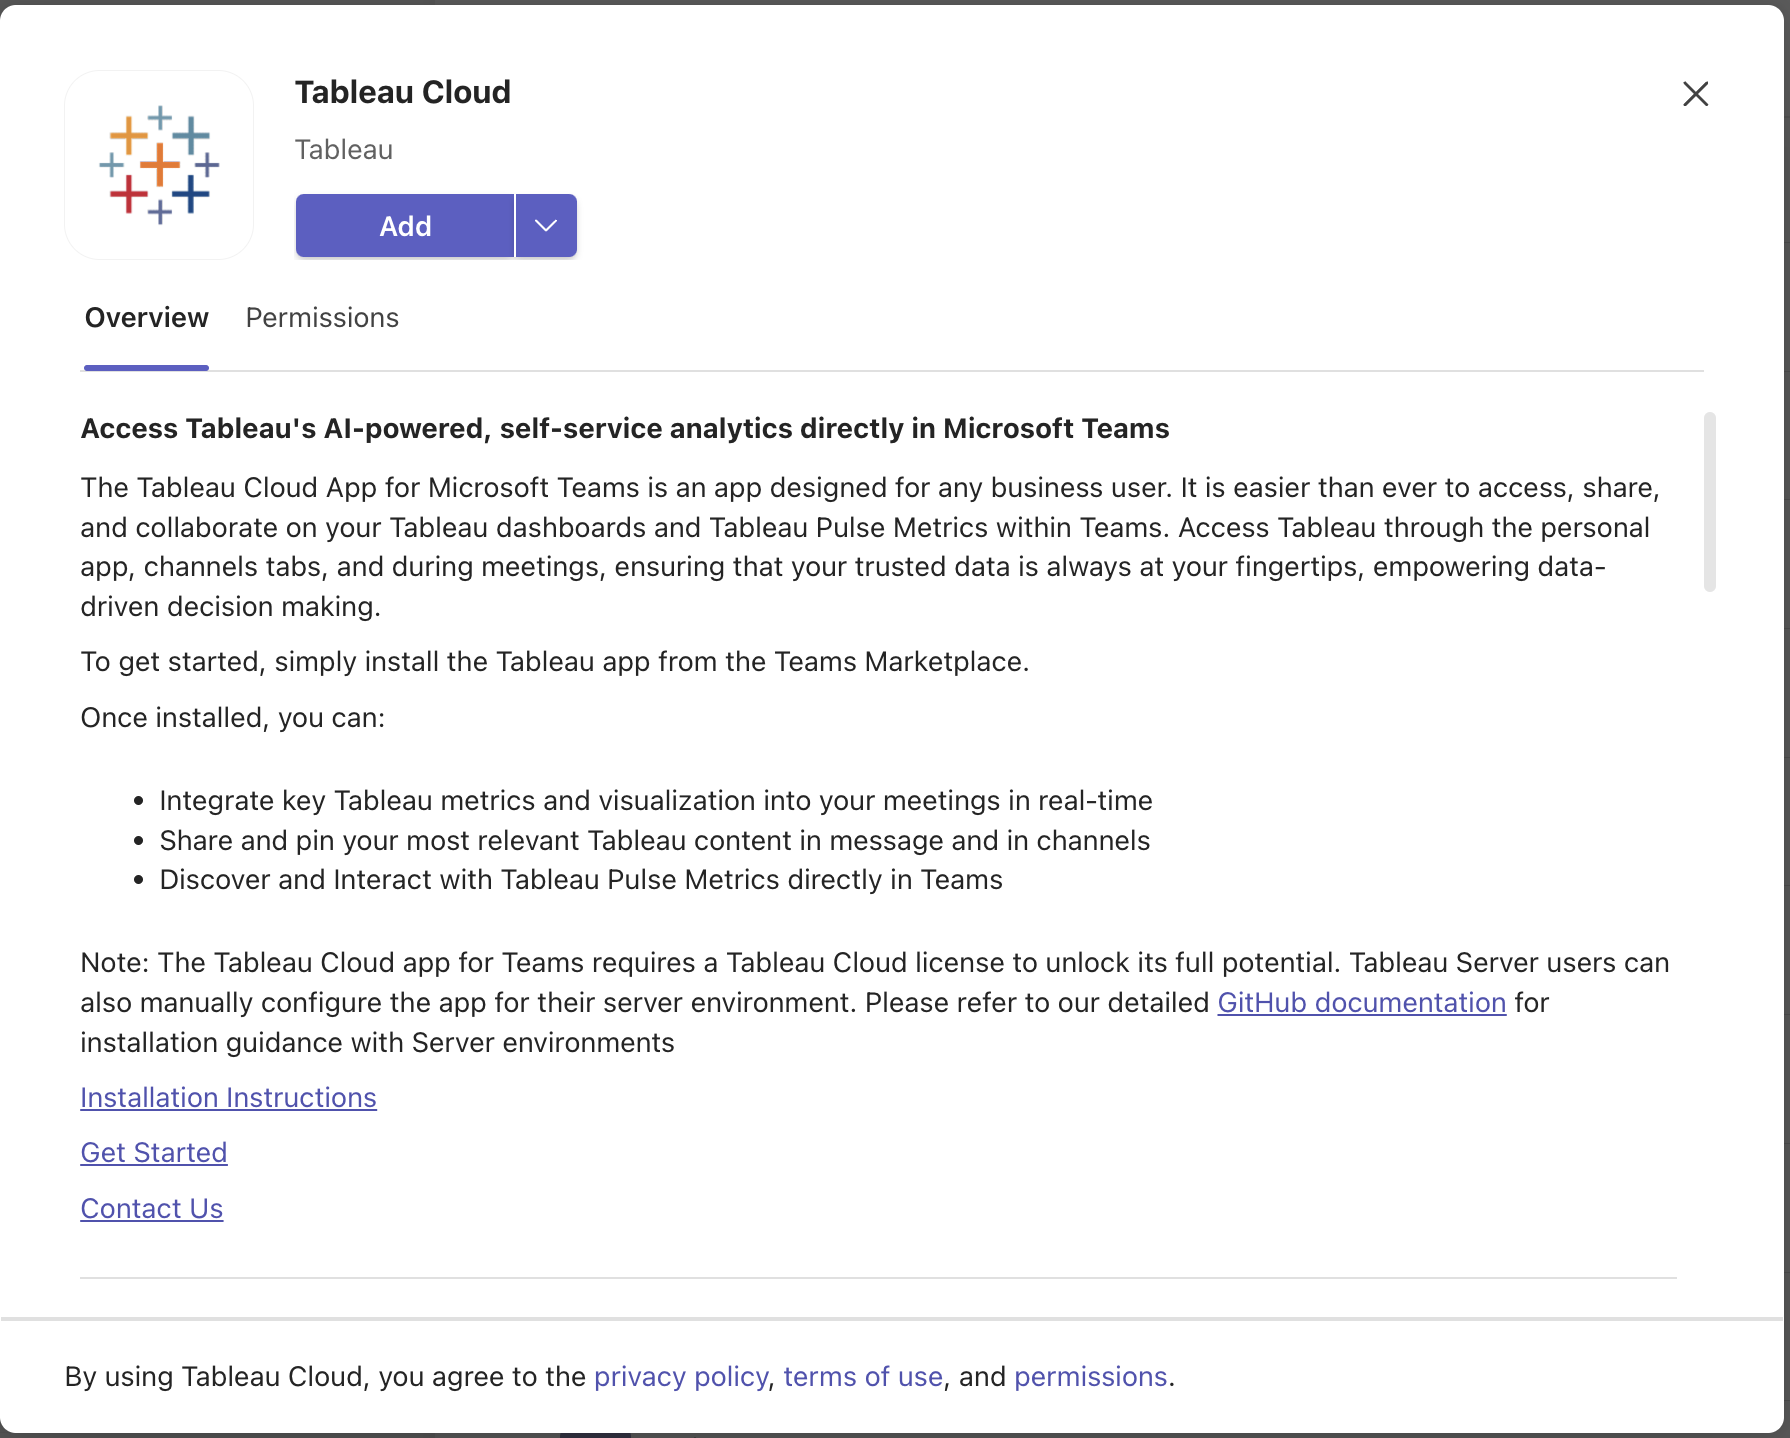 Tableau Cloud
Tableau
Add
Overview Permissions
Access Tableau's AI-powered, self-service analytics directly in Microsoft Teams
The Tableau Cloud App for Microsoft Teams is an app designed for any business user. It is easier than ever to access, share,
and collaborate on your Tableau dashboards and Tableau Pulse Metrics within Teams. Access Tableau through the personal
app, channels tabs, and during meetings, ensuring that your trusted data is always at your fingertips, empowering data-
driven decision making.
To get started, simply install the Tableau app from the Teams Marketplace.
Once installed, you can:
• Integrate key Tableau metrics and visualization into your meetings in real-time
• Share and pin your most relevant Tableau content in message and in channels
• Discover and Interact with Tableau Pulse Metrics directly in Teams
Note: The Tableau Cloud app for Teams requires a Tableau Cloud license to unlock its full potential. Tableau Server users can
also manually configure the app for their server environment. Please refer to our detailed GitHub documentation for
installation guidance with Server environments
Installation Instructions
Get Started
Contact Us
By using Tableau Cloud, you agree to the privacy policy, terms of use, and permissions.